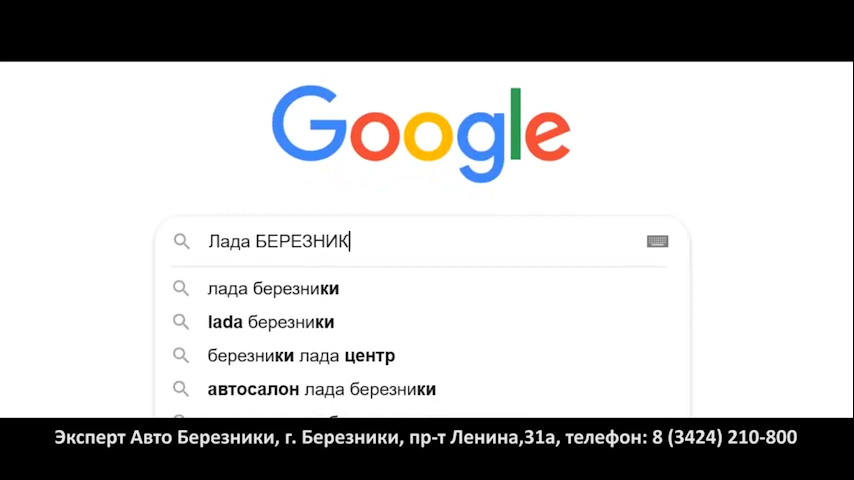 Google
Лада БЕРЕЗНИК
лада березники
lada березники
березники лада центр
автосалон лада березники
Эксперт Авто Березники, г. Березники, пр-т Ленина,31а, телефон: 8 (3424) 210-800